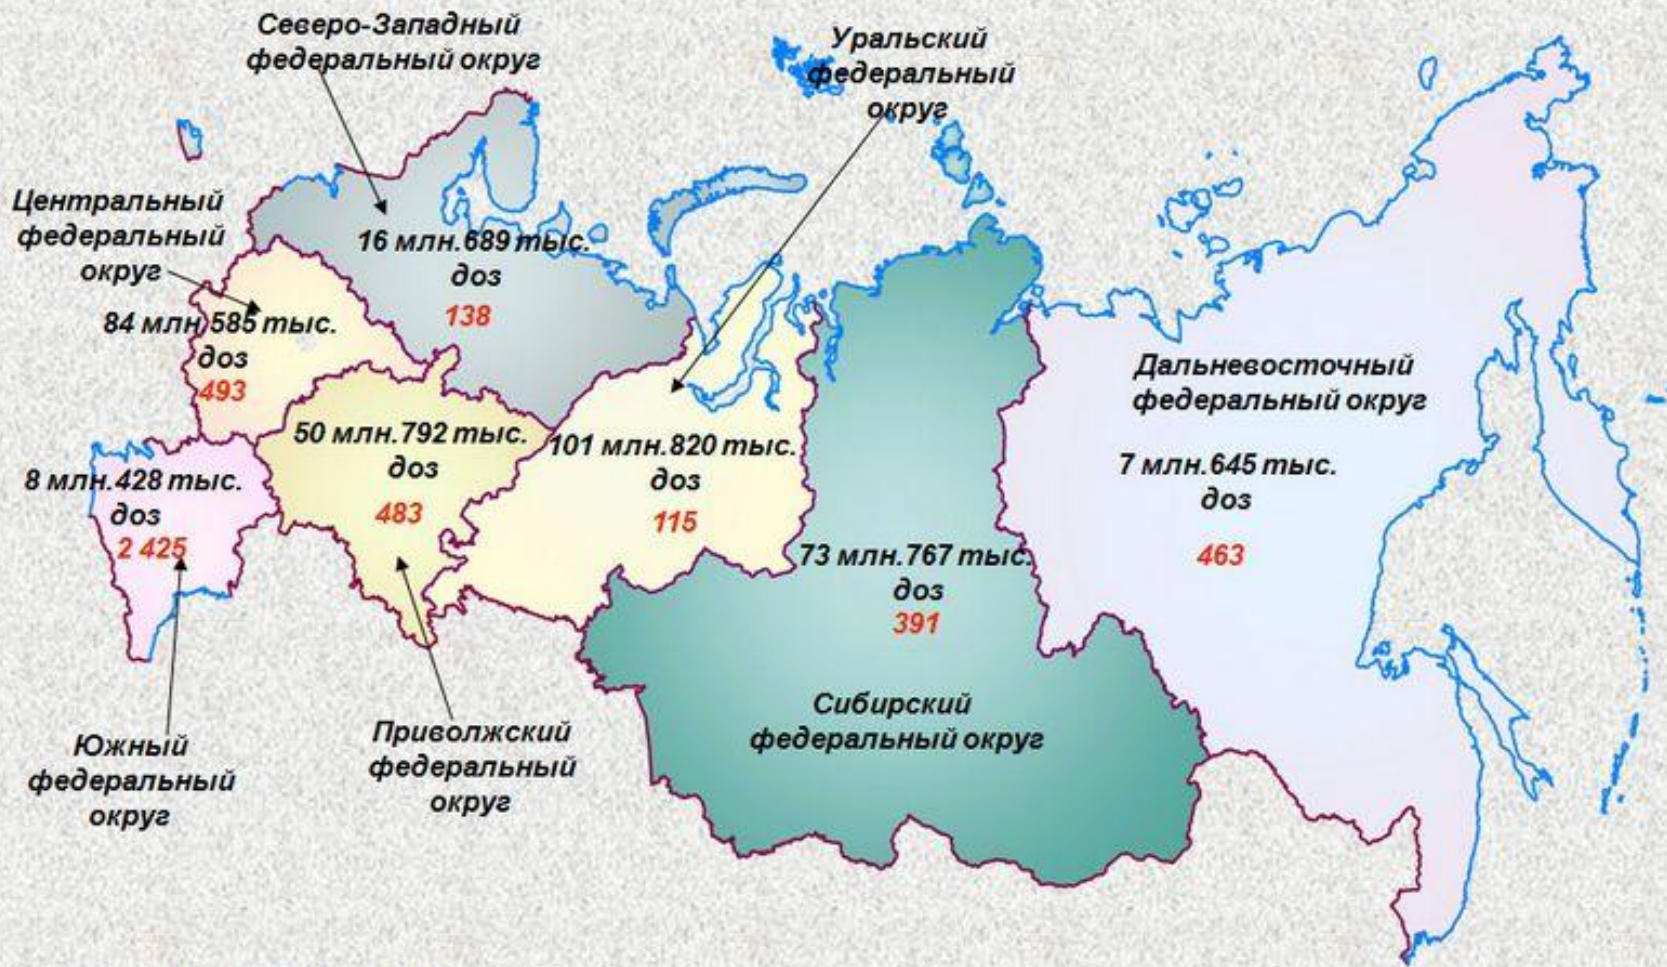 Северо-Западный
федеральный округ
Уральский
федеральный
округ
Центральный
федеральный
округ
16 млн.689 тыс.
доз
138
84 млн.585 тыс.
доз
493
Дальневосточный
федеральный округ
7 млн.645 тыс.
доз
463
50 млн.792 тыс.
доз
483
101 млн.820 тыс.
доз
115
8 млн.428 тыс.
доз
2 425
73 млн.767 тыс.
доз
391
Сибирский
федеральный округ
Южный
федеральный
округ
Приволжский
федеральный
округ